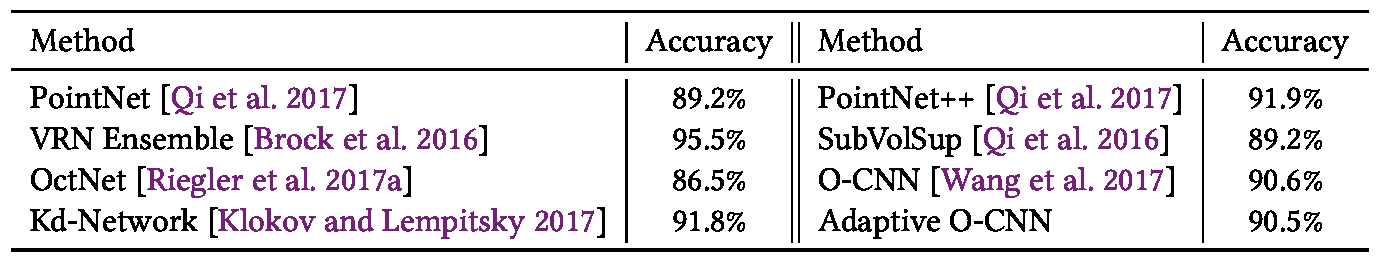 Method Accuracy Method Accuracy
PointNet [Qi et al. 2017] 89.2% PointNet++ [Qi et al. 2017] 91.9%
VRN Ensemble [Brock et al. 2016] 95.5% SubVolSup [Qi et al. 2016] 89.2%
OctNet [Riegler et al. 2017a] 86.5% O-CNN [Wang et al. 2017] 90.6%
Kd-Network [Klokov and Lempitsky 2017] 91.8% Adaptive O-CNN 90.5%